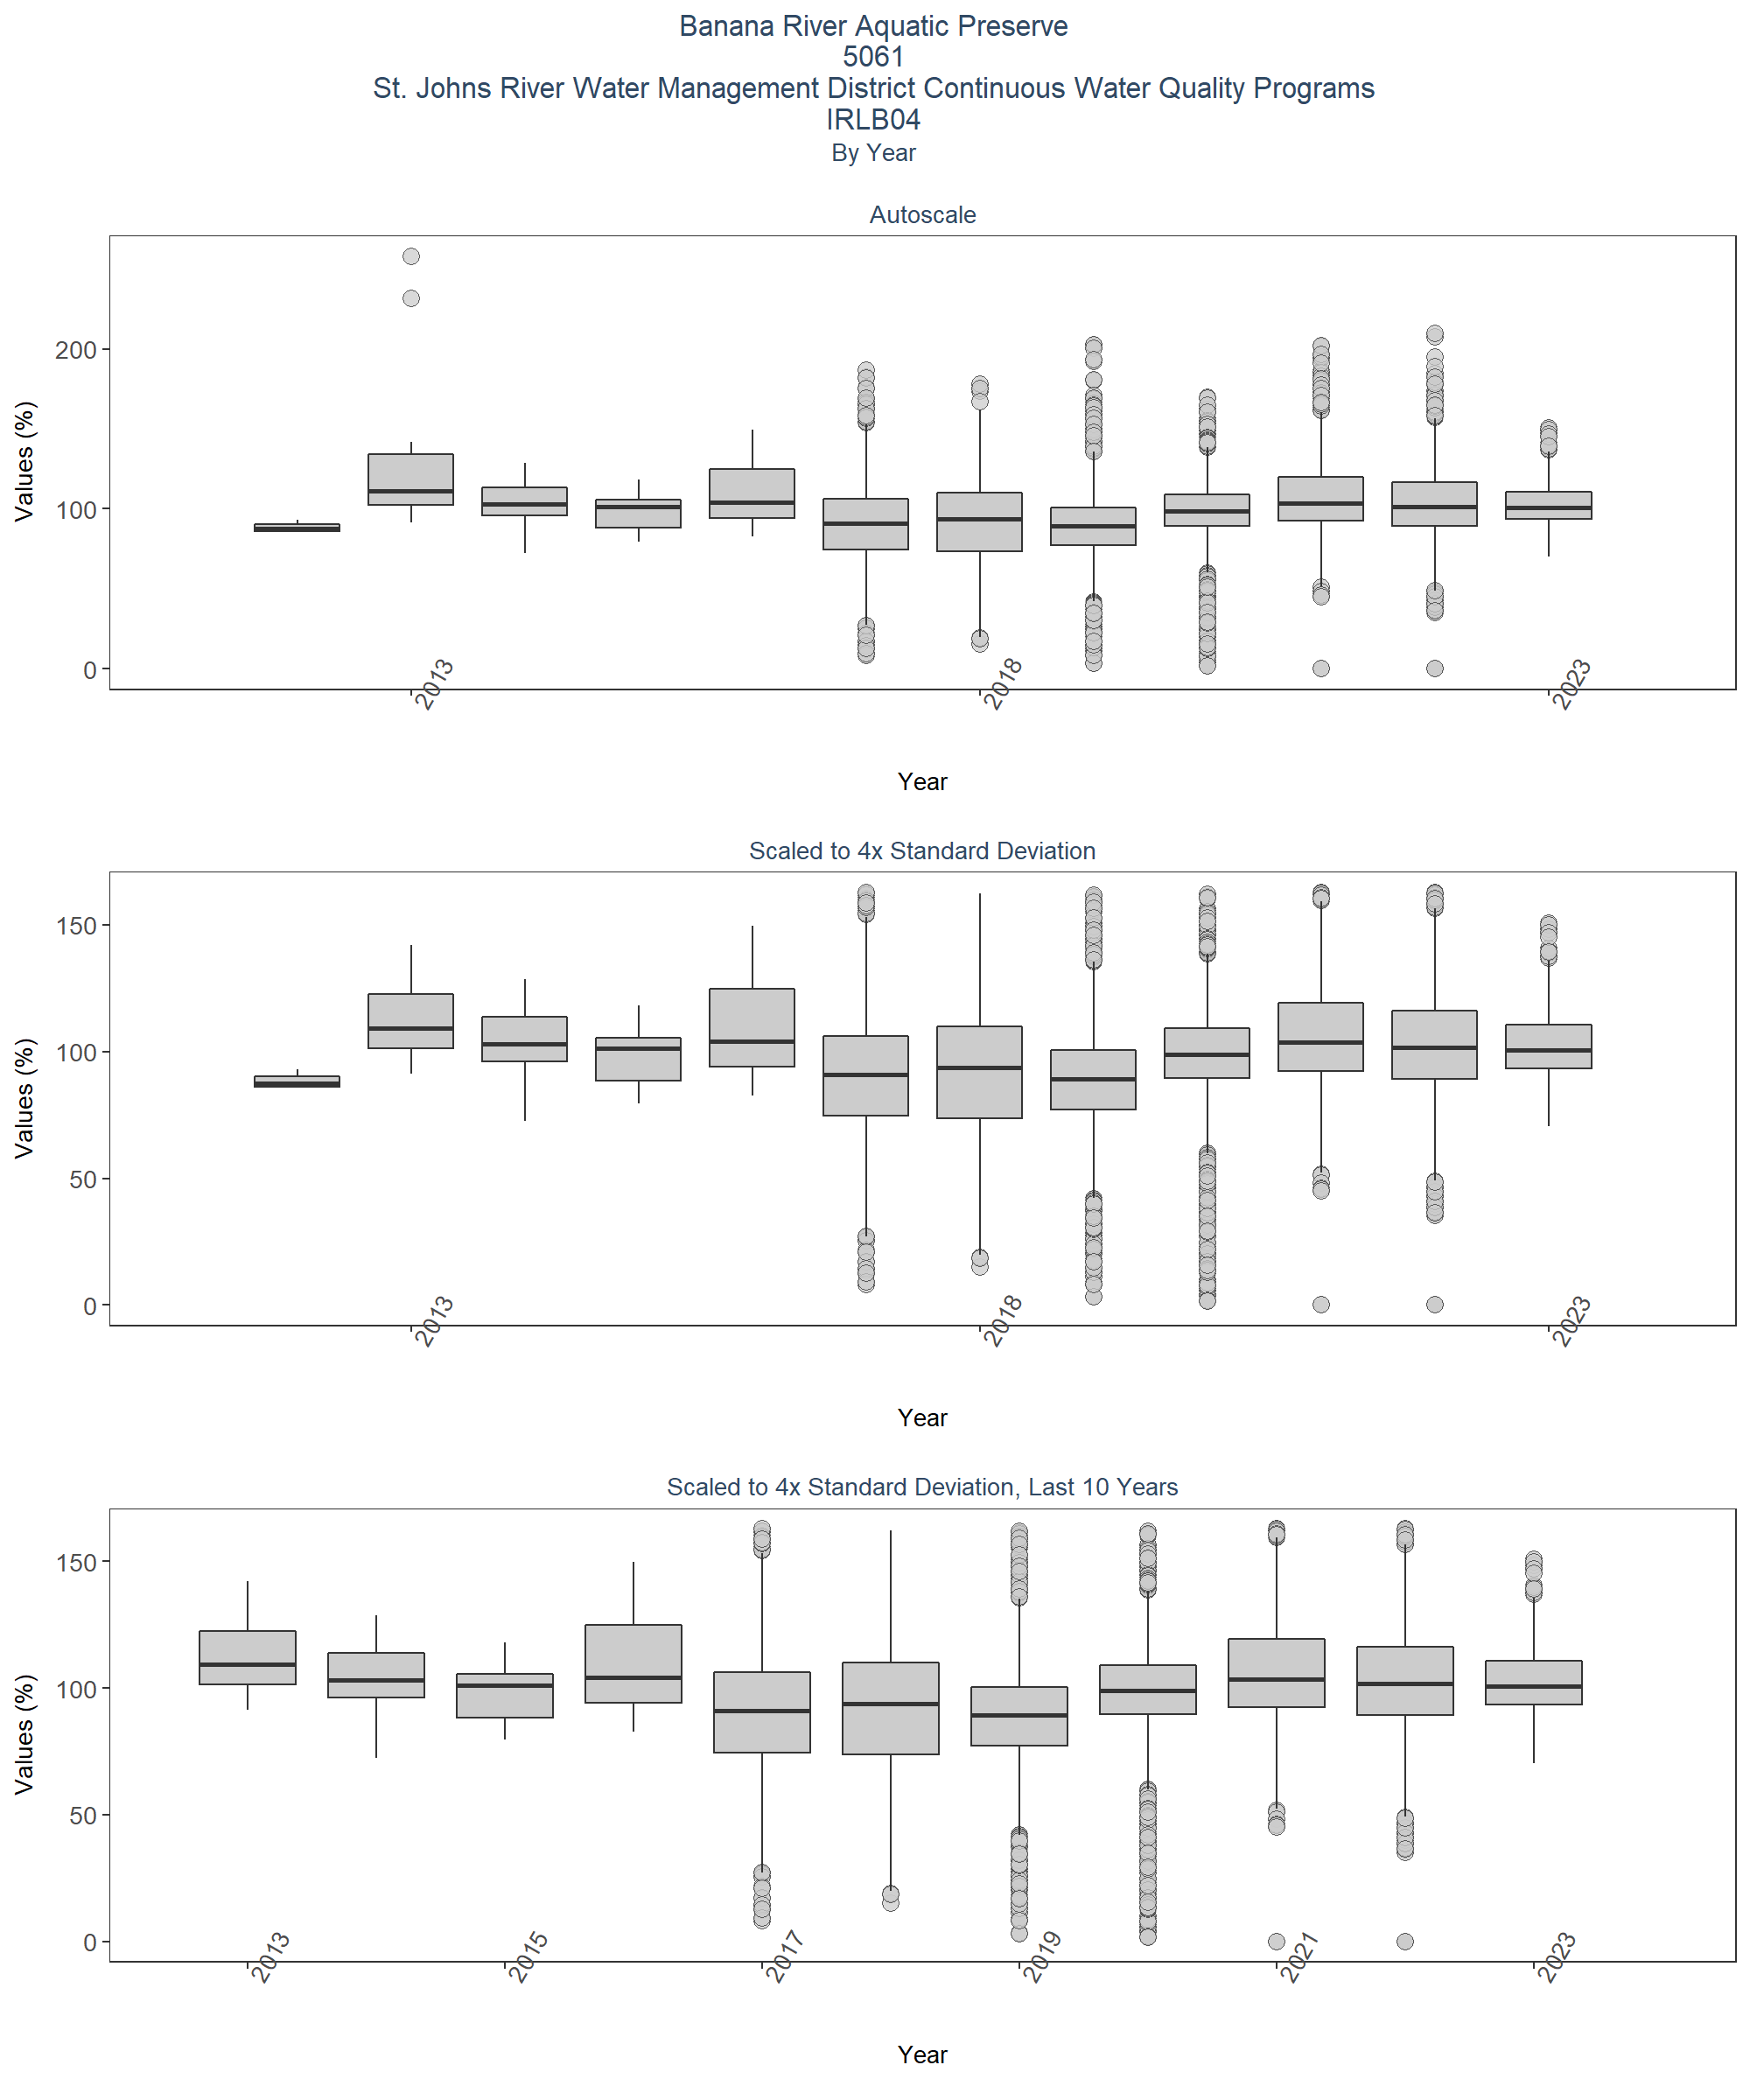 Banana River Aquatic Preserve
5061
St. Johns River Water Management District Continuous Water Quality Programs
IRLB04
By Year
Autoscale
Values (%)
200
100
0
2013 2018 2023
Year
Scaled to 4x Standard Deviation
Values (%)
150
100
50
0
2013 2018 2023
Year
Scaled to 4x Standard Deviation, Last 10 Years
Values (%)
150
100
50
0
2013 2015 2017 2019 2021 2023
Year